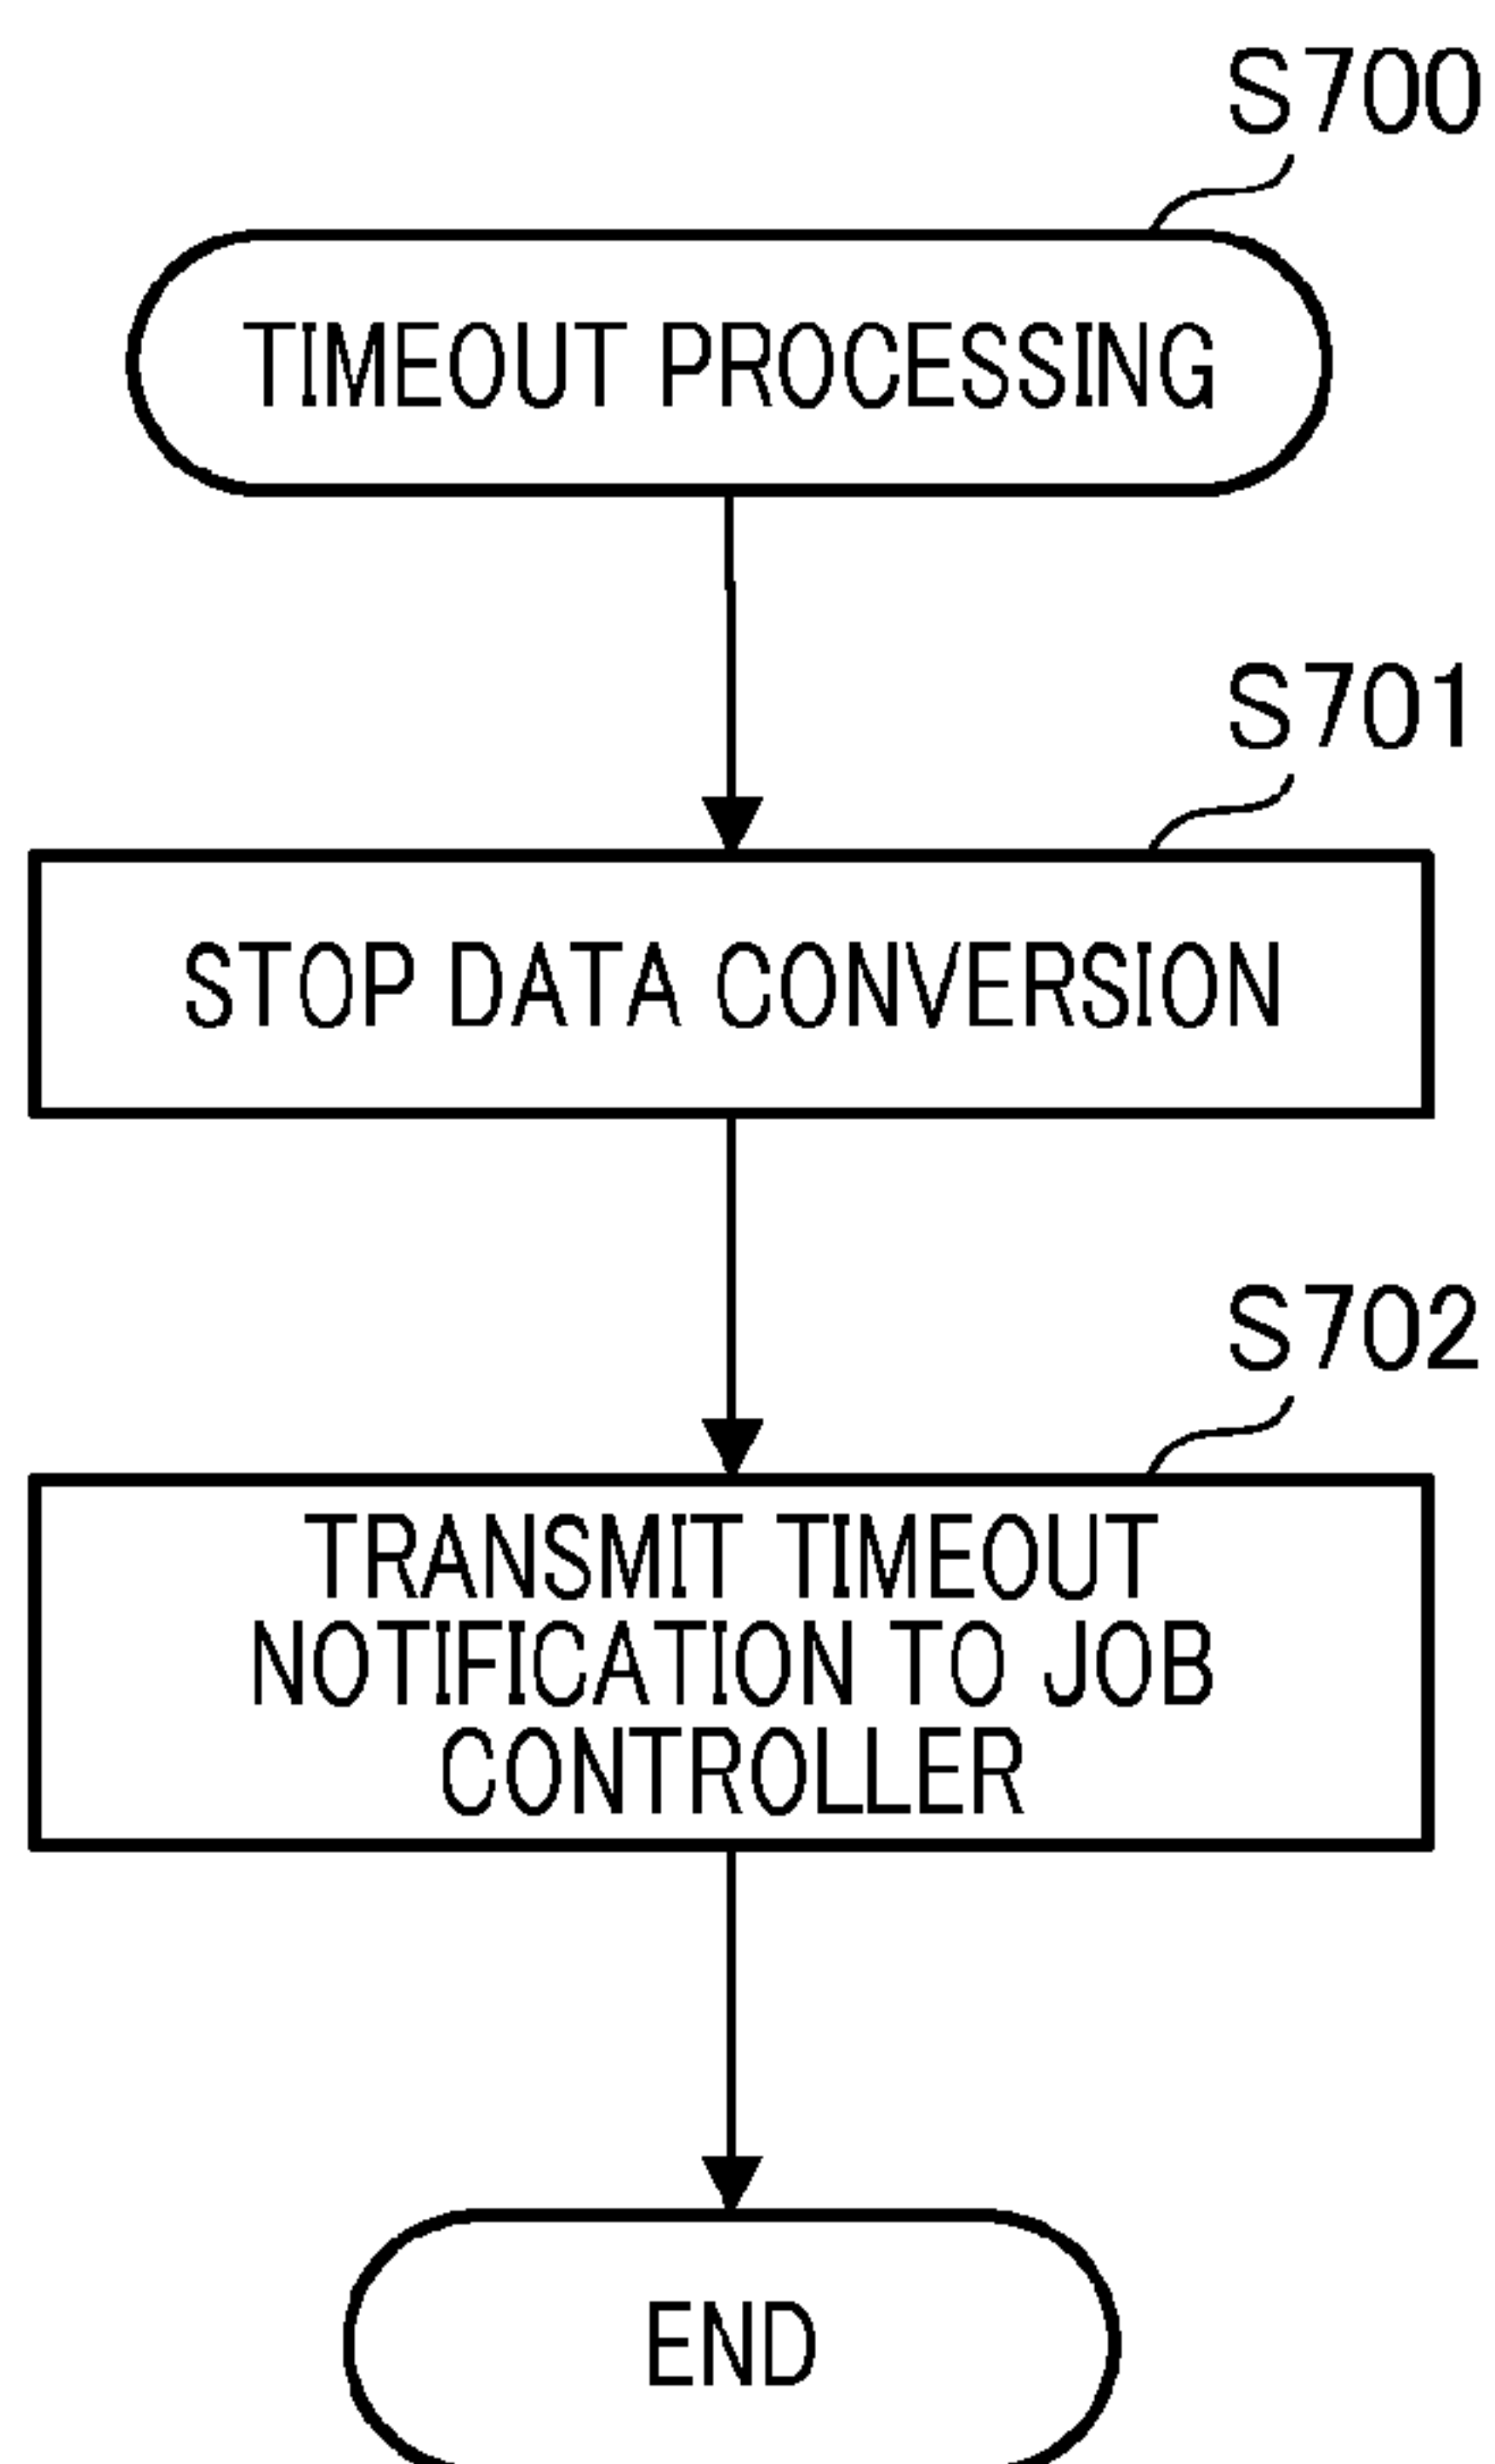 S700
TIMEOUT PROCESSING
S701
STOP DATA CONVERSION
S702
TRANSMIT TIMEOUT
NOTIFICATION TO JOB
CONTROLLER
END